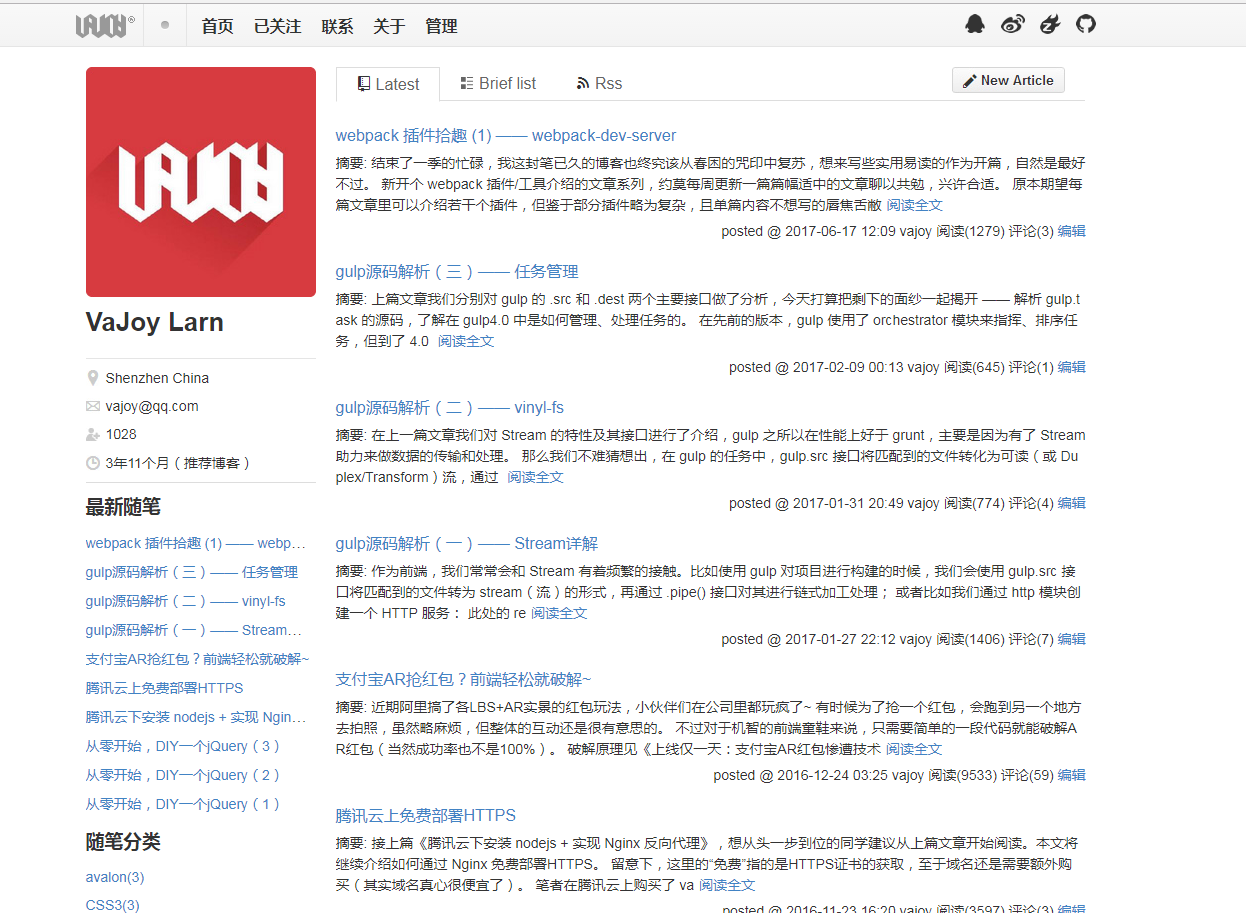 首页 已关注 联系 关于 管理
VaJoy Larn
Shenzhen China
vajoy@qq.com
1028
3年11个月（推荐博客）
最新随笔
webpack 插件拾趣 (1) —— webp…
gulp源码解析（三）—— 任务管理
gulp源码解析（二）—— vinyl-fs
gulp源码解析（一）—— Stream…
支付宝AR抢红包？前端轻松就破解~
腾讯云上免费部署HTTPS
腾讯云下安装 nodejs + 实现 Ngin…
从零开始，DIY一个jQuery（3）
从零开始，DIY一个jQuery（2）
从零开始，DIY一个jQuery（1）
随笔分类
avalon(3)
CSS3(3)
Latest Brief list Rss New Article
webpack 插件拾趣 (1) —— webpack-dev-server
摘要: 结束了一季的忙碌，我这封笔已久的博客也终究该从春困的咒印中复苏，想来写些实用易读的作为开篇，自然是最好
不过。 新开个 webpack 插件/工具介绍的文章系列，约莫每周更新一篇篇幅适中的文章聊以共勉，兴许合适。 原本期望每
篇文章里可以介绍若干个插件，但鉴于部分插件略为复杂，且单篇内容不想写的唇焦舌敝 阅读全文
posted @ 2017-06-17 12:09 vajoy 阅读(1279) 评论(3) 编辑
gulp源码解析（三）—— 任务管理
摘要: 上篇文章我们分别对 gulp 的 .src 和 .dest 两个主要接口做了分析，今天打算把剩下的面纱一起揭开 —— 解析 gulp.t
ask 的源码，了解在 gulp4.0 中是如何管理、处理任务的。 在先前的版本，gulp 使用了 orchestrator 模块来指挥、排序任
务，但到了 4.0 阅读全文
posted @ 2017-02-09 00:13 vajoy 阅读(645) 评论(1) 编辑
gulp源码解析（二）—— vinyl-fs
摘要: 在上一篇文章我们对 Stream 的特性及其接口进行了介绍，gulp 之所以在性能上好于 grunt，主要是因为有了 Stream
助力来做数据的传输和处理。 那么我们不难猜想出，在 gulp 的任务中，gulp.src 接口将匹配到的文件转化为可读（或 Du
plex/Transform）流，通过 阅读全文
posted @ 2017-01-31 20:49 vajoy 阅读(774) 评论(4) 编辑
gulp源码解析（一）—— Stream详解
摘要: 作为前端，我们常常会和 Stream 有着频繁的接触。比如使用 gulp 对项目进行构建的时候，我们会使用 gulp.src 接
口将匹配到的文件转为 stream（流）的形式，再通过 .pipe() 接口对其进行链式加工处理； 或者比如我们通过 http 模块创
建一个 HTTP 服务： 此处的 re 阅读全文
posted @ 2017-01-27 22:12 vajoy 阅读(1406) 评论(7) 编辑
支付宝AR抢红包？前端轻松就破解~
摘要: 近期阿里搞了各LBS+AR实景的红包玩法，小伙伴们在公司里都玩疯了~ 有时候为了抢一个红包，会跑到另一个地方
去拍照，虽然略麻烦，但整体的互动还是很有意思的。 不过对于机智的前端童鞋来说，只需要简单的一段代码就能破解A
R红包（当然成功率也不是100%）。 破解原理见《上线仅一天：支付宝AR红包惨遭技术 阅读全文
posted @ 2016-12-24 03:25 vajoy 阅读(9533) 评论(59) 编辑
腾讯云上免费部署HTTPS
摘要: 接上篇《腾讯云下安装 nodejs + 实现 Nginx 反向代理》，想从头一步到位的同学建议从上篇文章开始阅读。本文将
继续介绍如何通过 Nginx 免费部署HTTPS。 留意下，这里的“免费”指的是HTTPS证书的获取，至于域名还是需要额外购
买（其实域名真心很便宜了）。 笔者在腾讯云上购买了 va 阅读全文
posted @ 2016-11-23 16:20 vajoy 阅读(3597) 评论(3) 编辑